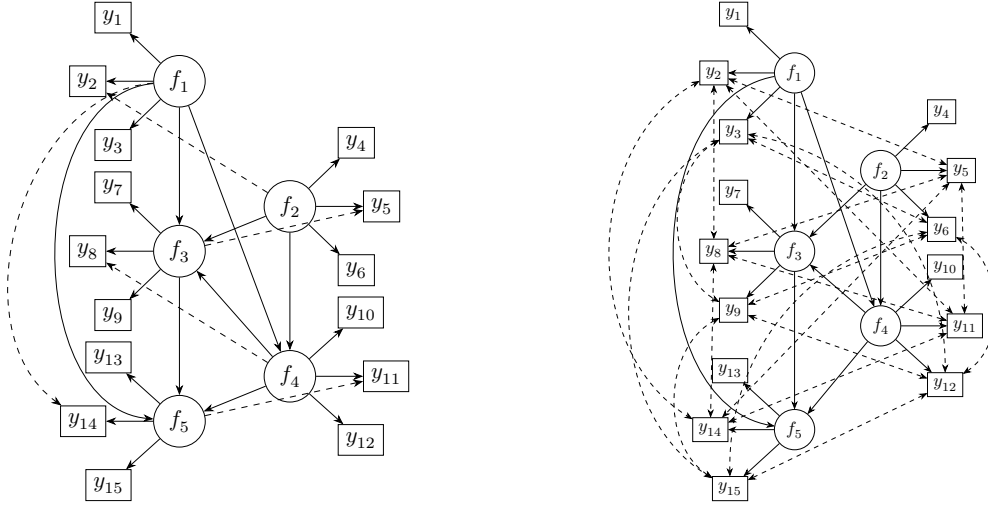 y₁
f₁
y₂
y₃
y₄
y₇
f₂
y₅
y₈
f₃
y₆
y₉
y₁₀
y₁₃
f₄
y₁₁
y₁₄
f₅
y₁₂
y₁₅
y₁
y₂
f₁
y₃
y₄
f₂
y₅
y₇
y₆
y₈
f₃
y₁₀
y₉
f₄
y₁₁
y₁₃
y₁₂
y₁₄
f₅
y₁₅